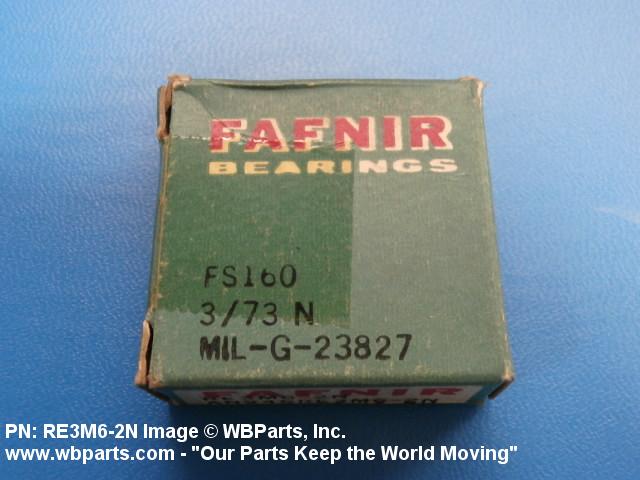 FAFNIR
BEARINGS
FS160
3/73 N
MIL-G-23827
FAFNIR
PN: RE3M6-2N Image © WBParts, Inc.
www.wbparts.com - "Our Parts Keep the World Moving"